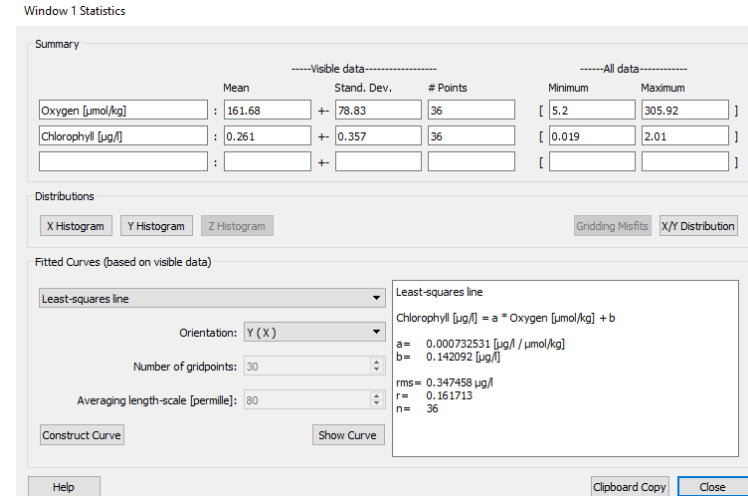 Window 1 Statistics
Summary
-----Visible data------------------ ------All data------------
Mean Stand. Dev. # Points Minimum Maximum
Oxygen [µmol/kg] : 161.68 +- 78.83 36 [ 5.2 305.92 ]
Chlorophyll [µg/l] : 0.261 +- 0.357 36 [ 0.019 2.01 ]
: +- [ ]
Distributions
X Histogram Y Histogram Z Histogram Gridding Misfits X/Y Distribution
Fitted Curves (based on visible data)
Least-squares line
Orientation: Y ( X )
Number of gridpoints: 30
Averaging length-scale [permille]: 80
Construct Curve Show Curve
Least-squares line
Chlorophyll [µg/l] = a * Oxygen [µmol/kg] + b
a= 0.000732531 [µg/l / µmol/kg]
b= 0.142092 [µg/l]
rms= 0.347458 µg/l
r= 0.161713
n= 36
Help Clipboard Copy Close